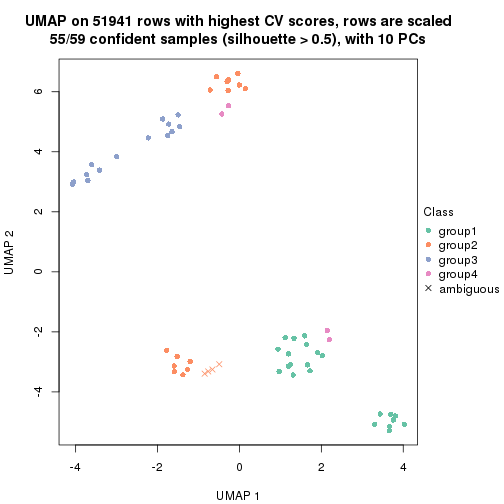 UMAP on 51941 rows with highest CV scores, rows are scaled
55/59 confident samples (silhouette > 0.5), with 10 PCs
6
4
2
0
-2
-4
UMAP 2
-4
-2
0
2
4
UMAP 1
Class
group1
group2
group3
group4
ambiguous